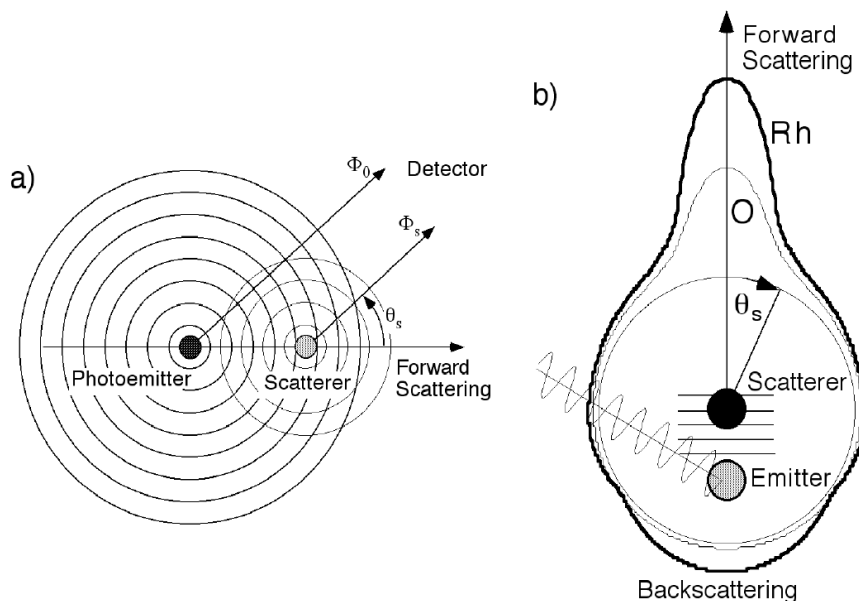 a)
Φ0
Detector
Φs
θs
Photoemitter
Scatterer
Forward
Scattering
b)
Forward
Scattering
Rh
O
θs
Scatterer
Emitter
Backscattering